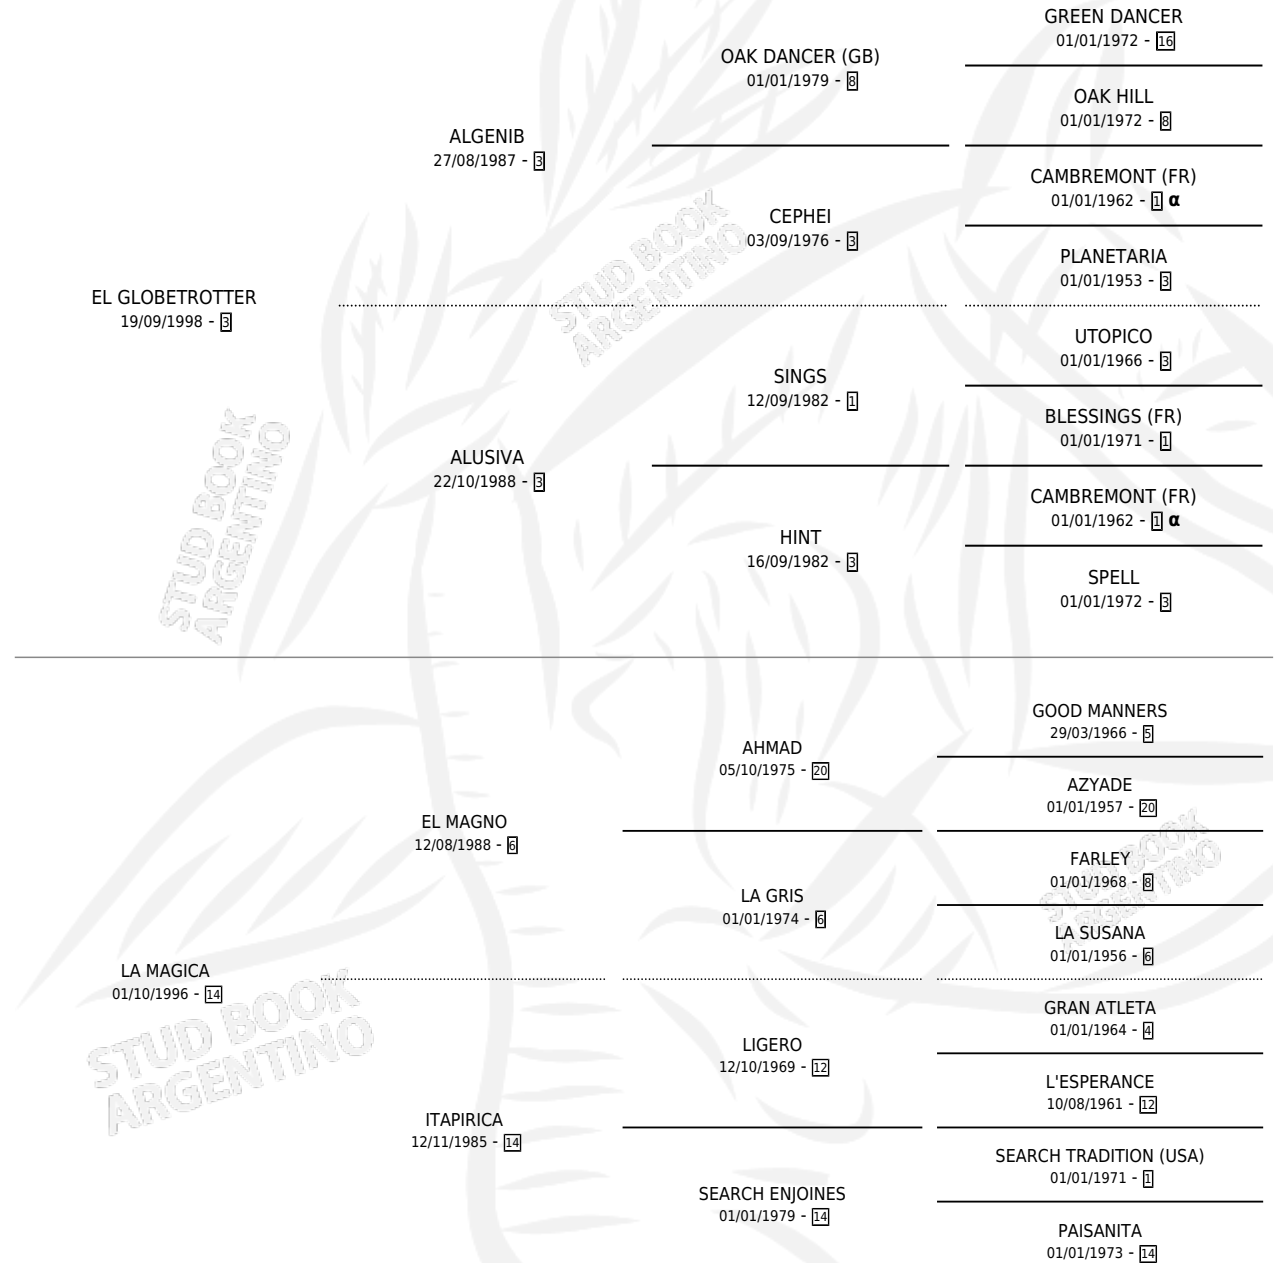 GREEN DANCER
01/01/1972 - 16
OAK DANCER (GB)
01/01/1979 - 8
OAK HILL
01/01/1972 - 8
ALGENIB
27/08/1987 - 3
CAMBREMONT (FR)
01/01/1962 - 1 α
CEPHEI
03/09/1976 - 3
PLANETARIA
01/01/1953 - 3
EL GLOBETROTTER
19/09/1998 - 3
UTOPICO
01/01/1966 - 3
SINGS
12/09/1982 - 1
BLESSINGS (FR)
01/01/1971 - 1
ALUSIVA
22/10/1988 - 3
CAMBREMONT (FR)
01/01/1962 - 1 α
HINT
16/09/1982 - 3
SPELL
01/01/1972 - 3
GOOD MANNERS
29/03/1966 - 5
AHMAD
05/10/1975 - 20
AZYADE
01/01/1957 - 20
EL MAGNO
12/08/1988 - 6
FARLEY
01/01/1968 - 8
LA GRIS
01/01/1974 - 6
LA SUSANA
01/01/1956 - 6
LA MAGICA
01/10/1996 - 14
GRAN ATLETA
01/01/1964 - 4
LIGERO
12/10/1969 - 12
L'ESPERANCE
10/08/1961 - 12
ITAPIRICA
12/11/1985 - 14
SEARCH TRADITION (USA)
01/01/1971 - 1
SEARCH ENJOINES
01/01/1979 - 14
PAISANITA
01/01/1973 - 14
STUD BOOK
ARGENTINO
STUD BOOK
ARGENTINO
STUD BOOK
ARGENTINO
STUD BOOK
ARGENTINO